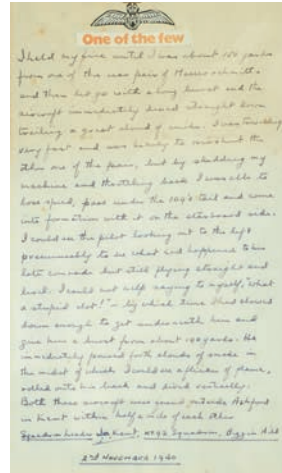 One of the few
I held my fire until I was about 150 yards
from one of the rear pair of Messerschmitts
and then let go with a long burst and the
aircraft immediately dived straight down
trailing a great cloud of smoke. I was travelling
very fast and was likely to overshoot the
other one of the pair, but by skidding my
machine and throttling back I was able to
lose speed, pass under the 109's tail and come
into formation with it on the starboard side.
I could see the pilot looking out to the left
presumably to see what had happened to his
late comrade but still flying straight and
level. I could not help saying to myself, "What
a stupid clot!" by which time I had slowed
down enough to get underneath him and
give him a burst from about 100 yards. He
immediately poured forth clouds of smoke in
the midst of which I could see a flicker of flame,
rolled onto his back and dived vertically.
Both these aircraft were found outside Ashford
in Kent within half a mile of each other
Squadron Leader Kent, No 92 Squadron, Biggin Hill
2nd November 1940